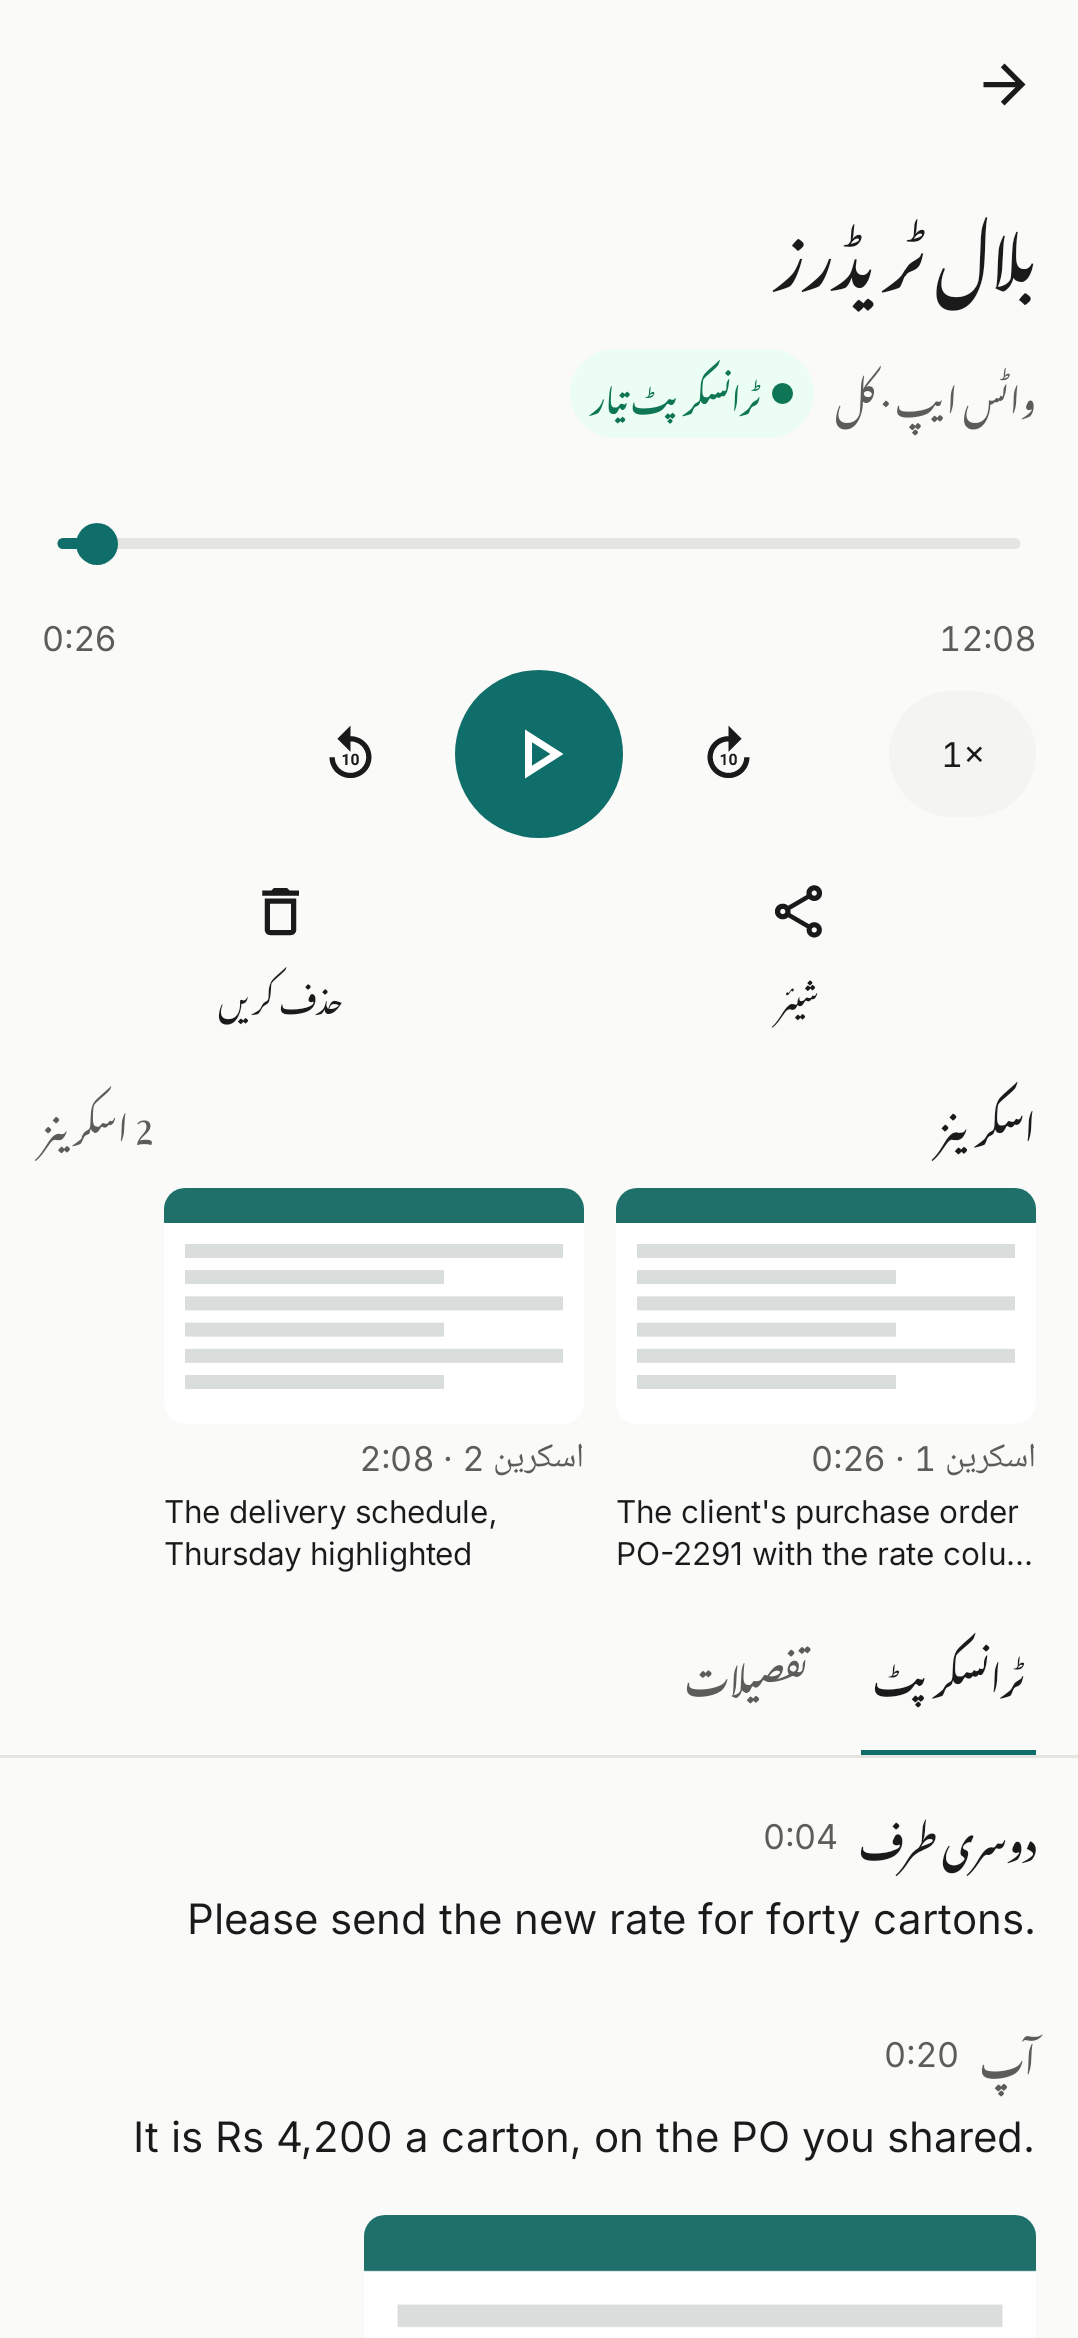 بلال ٹریڈرز
واٹس ایپ · کل
ٹرانسکرپٹ تیار
0:26
12:08
10
10
1×
شیئر
حذف کریں
اسکرینز
2 اسکرینز
اسکرین 1 · 0:26
The client's purchase order
PO-2291 with the rate colu...
اسکرین 2 · 2:08
The delivery schedule,
Thursday highlighted
ٹرانسکرپٹ
تفصیلات
دوسری طرف 0:04
Please send the new rate for forty cartons.
آپ 0:20
It is Rs 4,200 a carton, on the PO you shared.